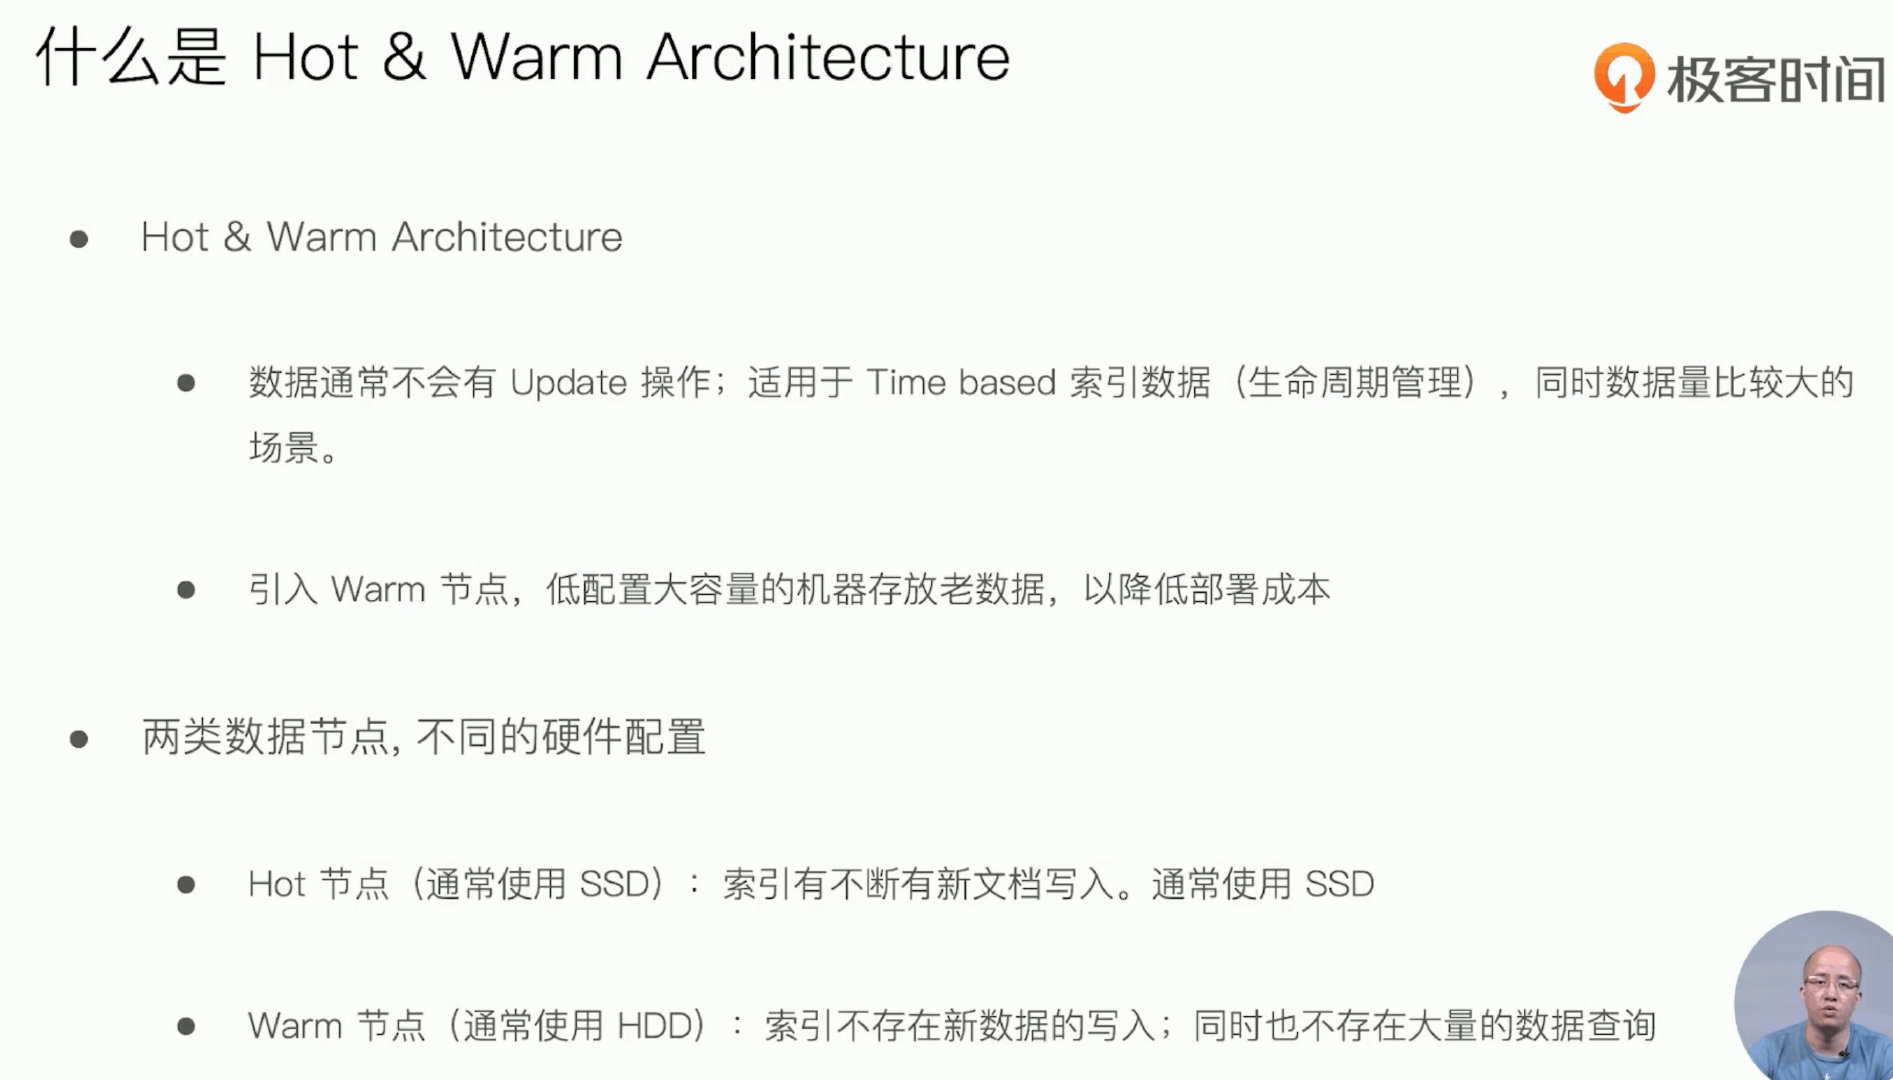 什么是 Hot & Warm Architecture
极客时间
Hot & Warm Architecture
数据通常不会有 Update 操作；适用于 Time based 索引数据（生命周期管理），同时数据量比较大的
场景。
引入 Warm 节点，低配置大容量的机器存放老数据，以降低部署成本
两类数据节点, 不同的硬件配置
Hot 节点（通常使用 SSD）：索引有不断有新文档写入。通常使用 SSD
Warm 节点（通常使用 HDD）：索引不存在新数据的写入；同时也不存在大量的数据查询